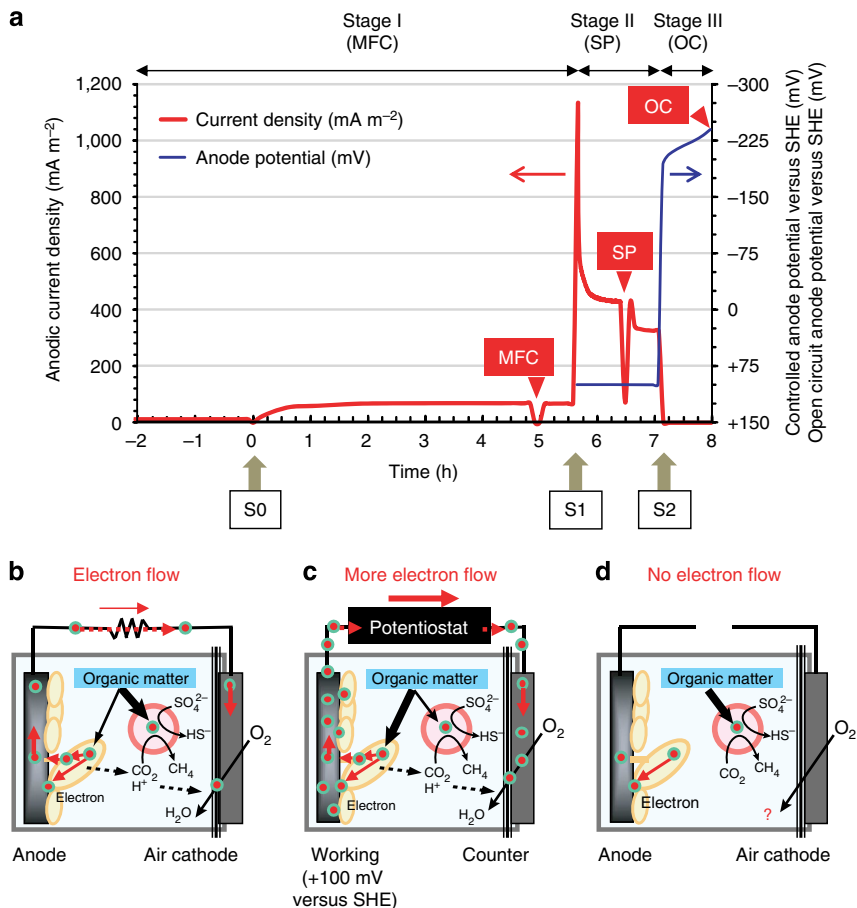 a
Stage I
(MFC)
Stage II
(SP)
Stage III
(OC)
1,200
1,000
800
600
400
200
0
Anodic current density (mA m⁻²)
Current density (mA m⁻²)
Anode potential (mV)
MFC
SP
OC
−300
−225
−150
−75
0
+75
+150
Controlled anode potential versus SHE (mV)
Open circuit anode potential versus SHE (mV)
−2 −1 0 1 2 3 4 5 6 7 8
Time (h)
S0
S1
S2
b
Electron flow
Organic matter
SO₄²⁻
HS⁻
CO₂
CH₄
H⁺
O₂
H₂O
Electron
Anode
Air cathode
c
More electron flow
Potentiostat
Organic matter
SO₄²⁻
HS⁻
CO₂
CH₄
H⁺
O₂
H₂O
Electron
Working
(+100 mV
versus SHE)
Counter
d
No electron flow
Organic matter
SO₄²⁻
HS⁻
CO₂
CH₄
O₂
?
Electron
Anode
Air cathode